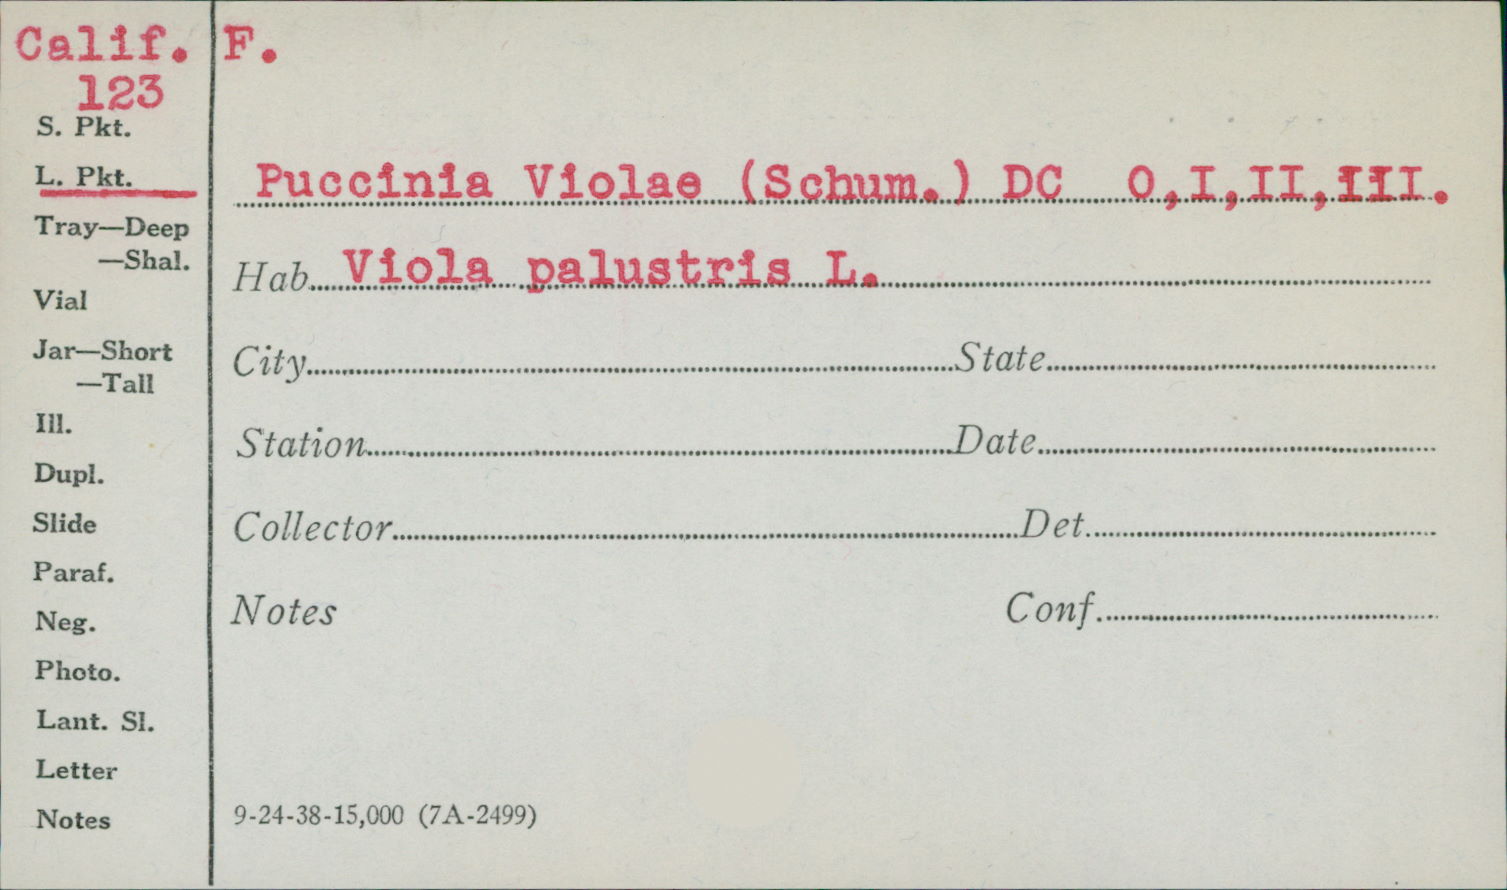 Calif. F.
123
S. Pkt.
L. Pkt.
Puccinia Violae (Schum.) DC 0,I,II,III.
Tray—Deep
—Shal.
Hab. Viola palustris L.
Vial
Jar—Short
—Tall
City State
Ill.
Station Date
Dupl.
Slide
Collector Det.
Paraf.
Neg.
Notes Conf.
Photo.
Lant. Sl.
Letter
Notes
9-24-38-15,000 (7A-2499)